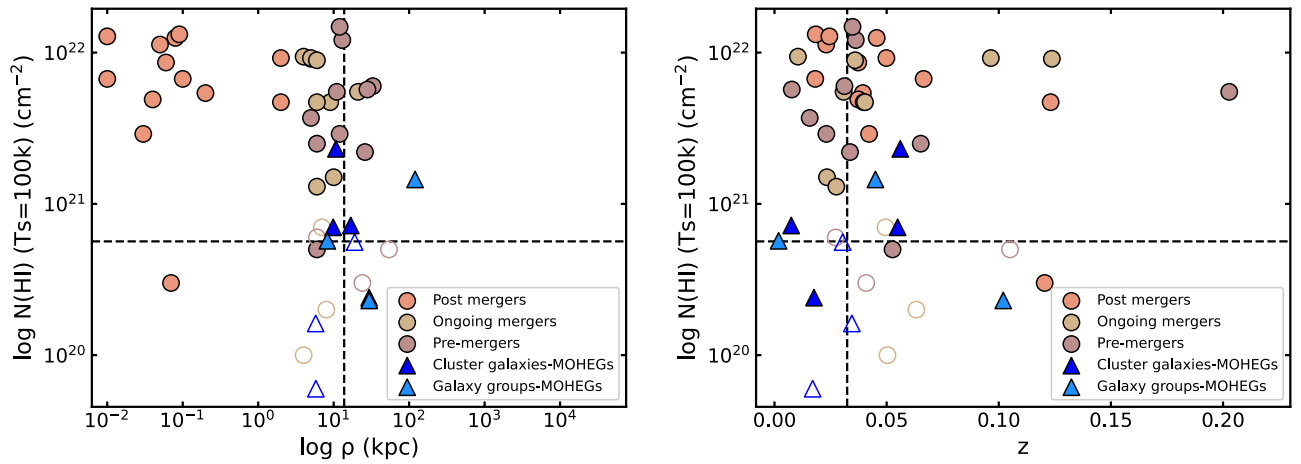 log N(HI) (Ts=100k) (cm⁻²)
10²²
10²¹
10²⁰
10⁻² 10⁻¹ 10⁰ 10¹ 10² 10³ 10⁴
log ρ (kpc)
Post mergers
Ongoing mergers
Pre-mergers
Cluster galaxies-MOHEGs
Galaxy groups-MOHEGs
log N(HI) (Ts=100k) (cm⁻²)
10²²
10²¹
10²⁰
0.00 0.05 0.10 0.15 0.20
z
Post mergers
Ongoing mergers
Pre-mergers
Cluster galaxies-MOHEGs
Galaxy groups-MOHEGs